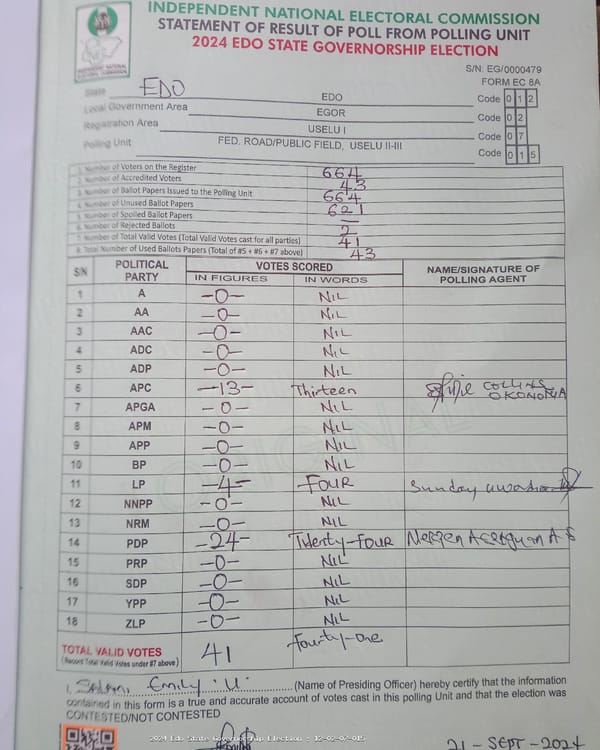 INDEPENDENT NATIONAL ELECTORAL COMMISSION
STATEMENT OF RESULT OF POLL FROM POLLING UNIT
2024 EDO STATE GOVERNORSHIP ELECTION
S/N: EG/0000479
FORM EC 8A
State EDO EDO Code 0 1 2
Local Government Area EGOR Code 0 2
Registration Area USELU I Code 0 7
Polling Unit FED. ROAD/PUBLIC FIELD, USELU II-III Code 0 1 5
1. Number of Voters on the Register 664
2. Number of Accredited Voters 43
3. Number of Ballot Papers Issued to the Polling Unit 664
4. Number of Unused Ballot Papers 621
5. Number of Spoiled Ballot Papers —
6. Number of Rejected Ballots 2
7. Number of Total Valid Votes (Total Valid Votes cast for all parties) 41
8. Total Number of Used Ballots Papers (Total of #5 + #6 + #7 above) 43
S/N POLITICAL PARTY VOTES SCORED NAME/SIGNATURE OF POLLING AGENT
IN FIGURES IN WORDS
1 A -0- NIL
2 AA -0- NIL
3 AAC -0- NIL
4 ADC -0- NIL
5 ADP -0- NIL
6 APC -13- Thirteen COLLINS OKONOFUA
7 APGA -0- NIL
8 APM -0- NIL
9 APP -0- NIL
10 BP -0- NIL
11 LP -4- FOUR Sunday
12 NNPP -0- NIL
13 NRM -0- NIL
14 PDP -24- TWENTY-FOUR
15 PRP -0- NIL
16 SDP -0- NIL
17 YPP -0- NIL
18 ZLP -0- NIL
TOTAL VALID VOTES 41 Fourty-one
(Record Total Valid Votes under #7 above)
I, Emily U. (Name of Presiding Officer) hereby certify that the information
contained in this form is a true and accurate account of votes cast in this polling Unit and that the election was
CONTESTED/NOT CONTESTED
2024 Edo State Governorship Election - 12-02-07-015
21-SEPT-2024